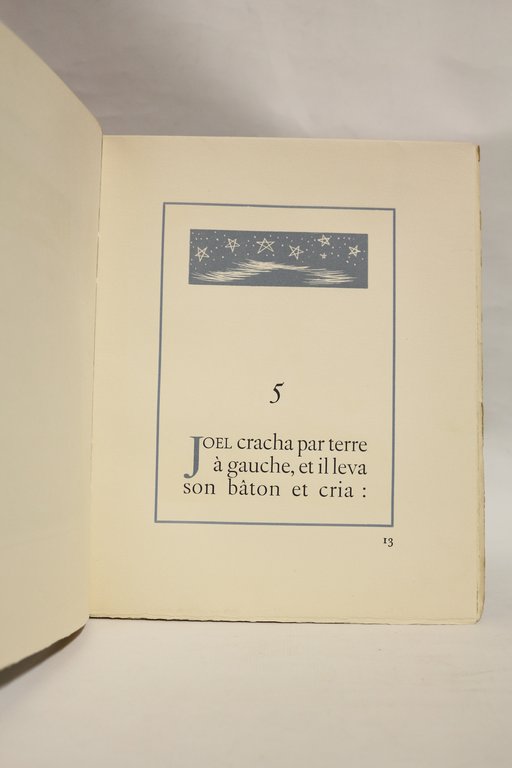 5
JOEL cracha par terre
à gauche, et il leva
son bâton et cria :
13